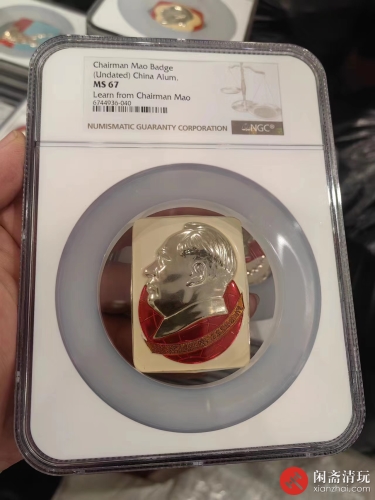 Chairman Mao Badge
(Undated) China Alum.
MS 67
Learn from Chairman Mao
6744936-040
NUMISMATIC GUARANTY CORPORATION
NGC®
闲斋清玩
xianzhai.com